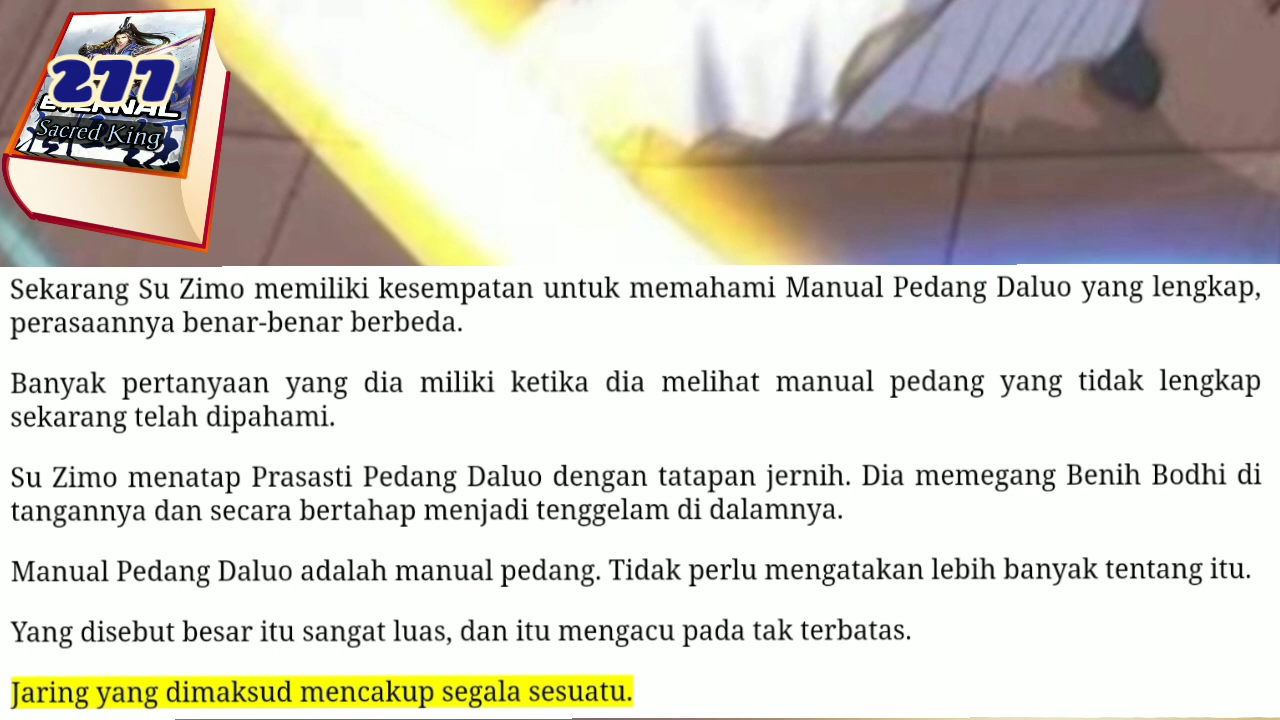 277
ETERNAL
Sacred King
Sekarang Su Zimo memiliki kesempatan untuk memahami Manual Pedang Daluo yang lengkap,
perasaannya benar-benar berbeda.
Banyak pertanyaan yang dia miliki ketika dia melihat manual pedang yang tidak lengkap
sekarang telah dipahami.
Su Zimo menatap Prasasti Pedang Daluo dengan tatapan jernih. Dia memegang Benih Bodhi di
tangannya dan secara bertahap menjadi tenggelam di dalamnya.
Manual Pedang Daluo adalah manual pedang. Tidak perlu mengatakan lebih banyak tentang itu.
Yang disebut besar itu sangat luas, dan itu mengacu pada tak terbatas.
Jaring yang dimaksud mencakup segala sesuatu.